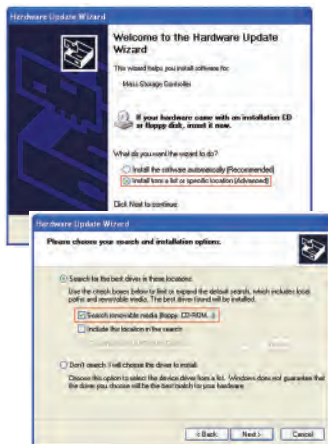 Hardware Update Wizard
Welcome to the Hardware Update
Wizard
This wizard helps you install software for:
Mass Storage Controller
If your hardware came with an installation CD
or floppy disk, insert it now.
What do you want the wizard to do?
Install the software automatically (Recommended)
Install from a list or specific location (Advanced)
Click Next to continue.
Hardware Update Wizard
Please choose your search and installation options.
Search for the best driver in these locations.
Use the check boxes below to limit or expand the default search, which includes local
paths and removable media. The best driver found will be installed.
Search removable media (floppy, CD-ROM...)
Include this location in the search:
Don't search. I will choose the driver to install.
Choose this option to select the device driver from a list. Windows does not guarantee that
the driver you choose will be the best match for your hardware.
< Back
Next >
Cancel